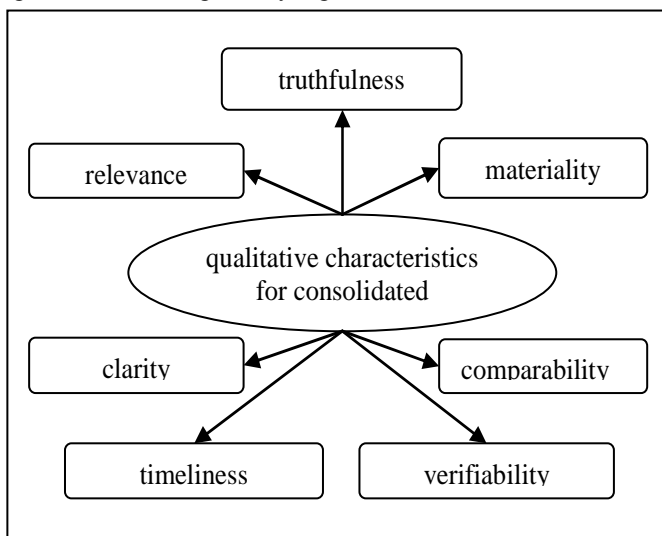 truthfulness
relevance
materiality
qualitative characteristics
for consolidated
clarity
comparability
timeliness
verifiability